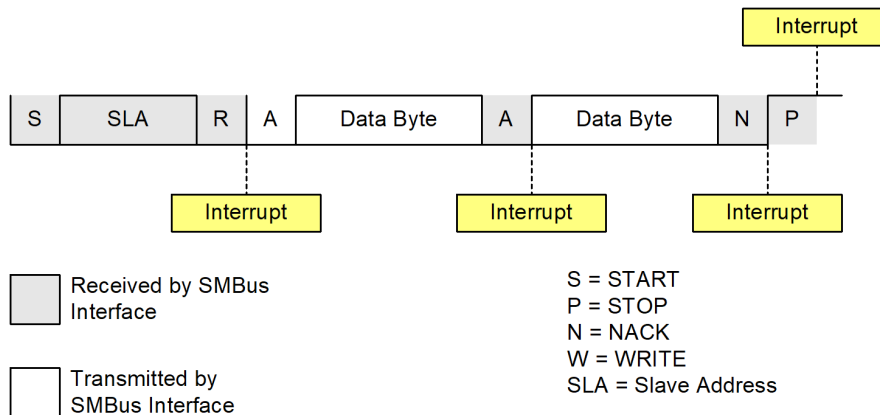 Interrupt
S SLA R A Data Byte A Data Byte N P
Interrupt Interrupt Interrupt
Received by SMBus
Interface
Transmitted by
SMBus Interface
S = START
P = STOP
N = NACK
W = WRITE
SLA = Slave Address